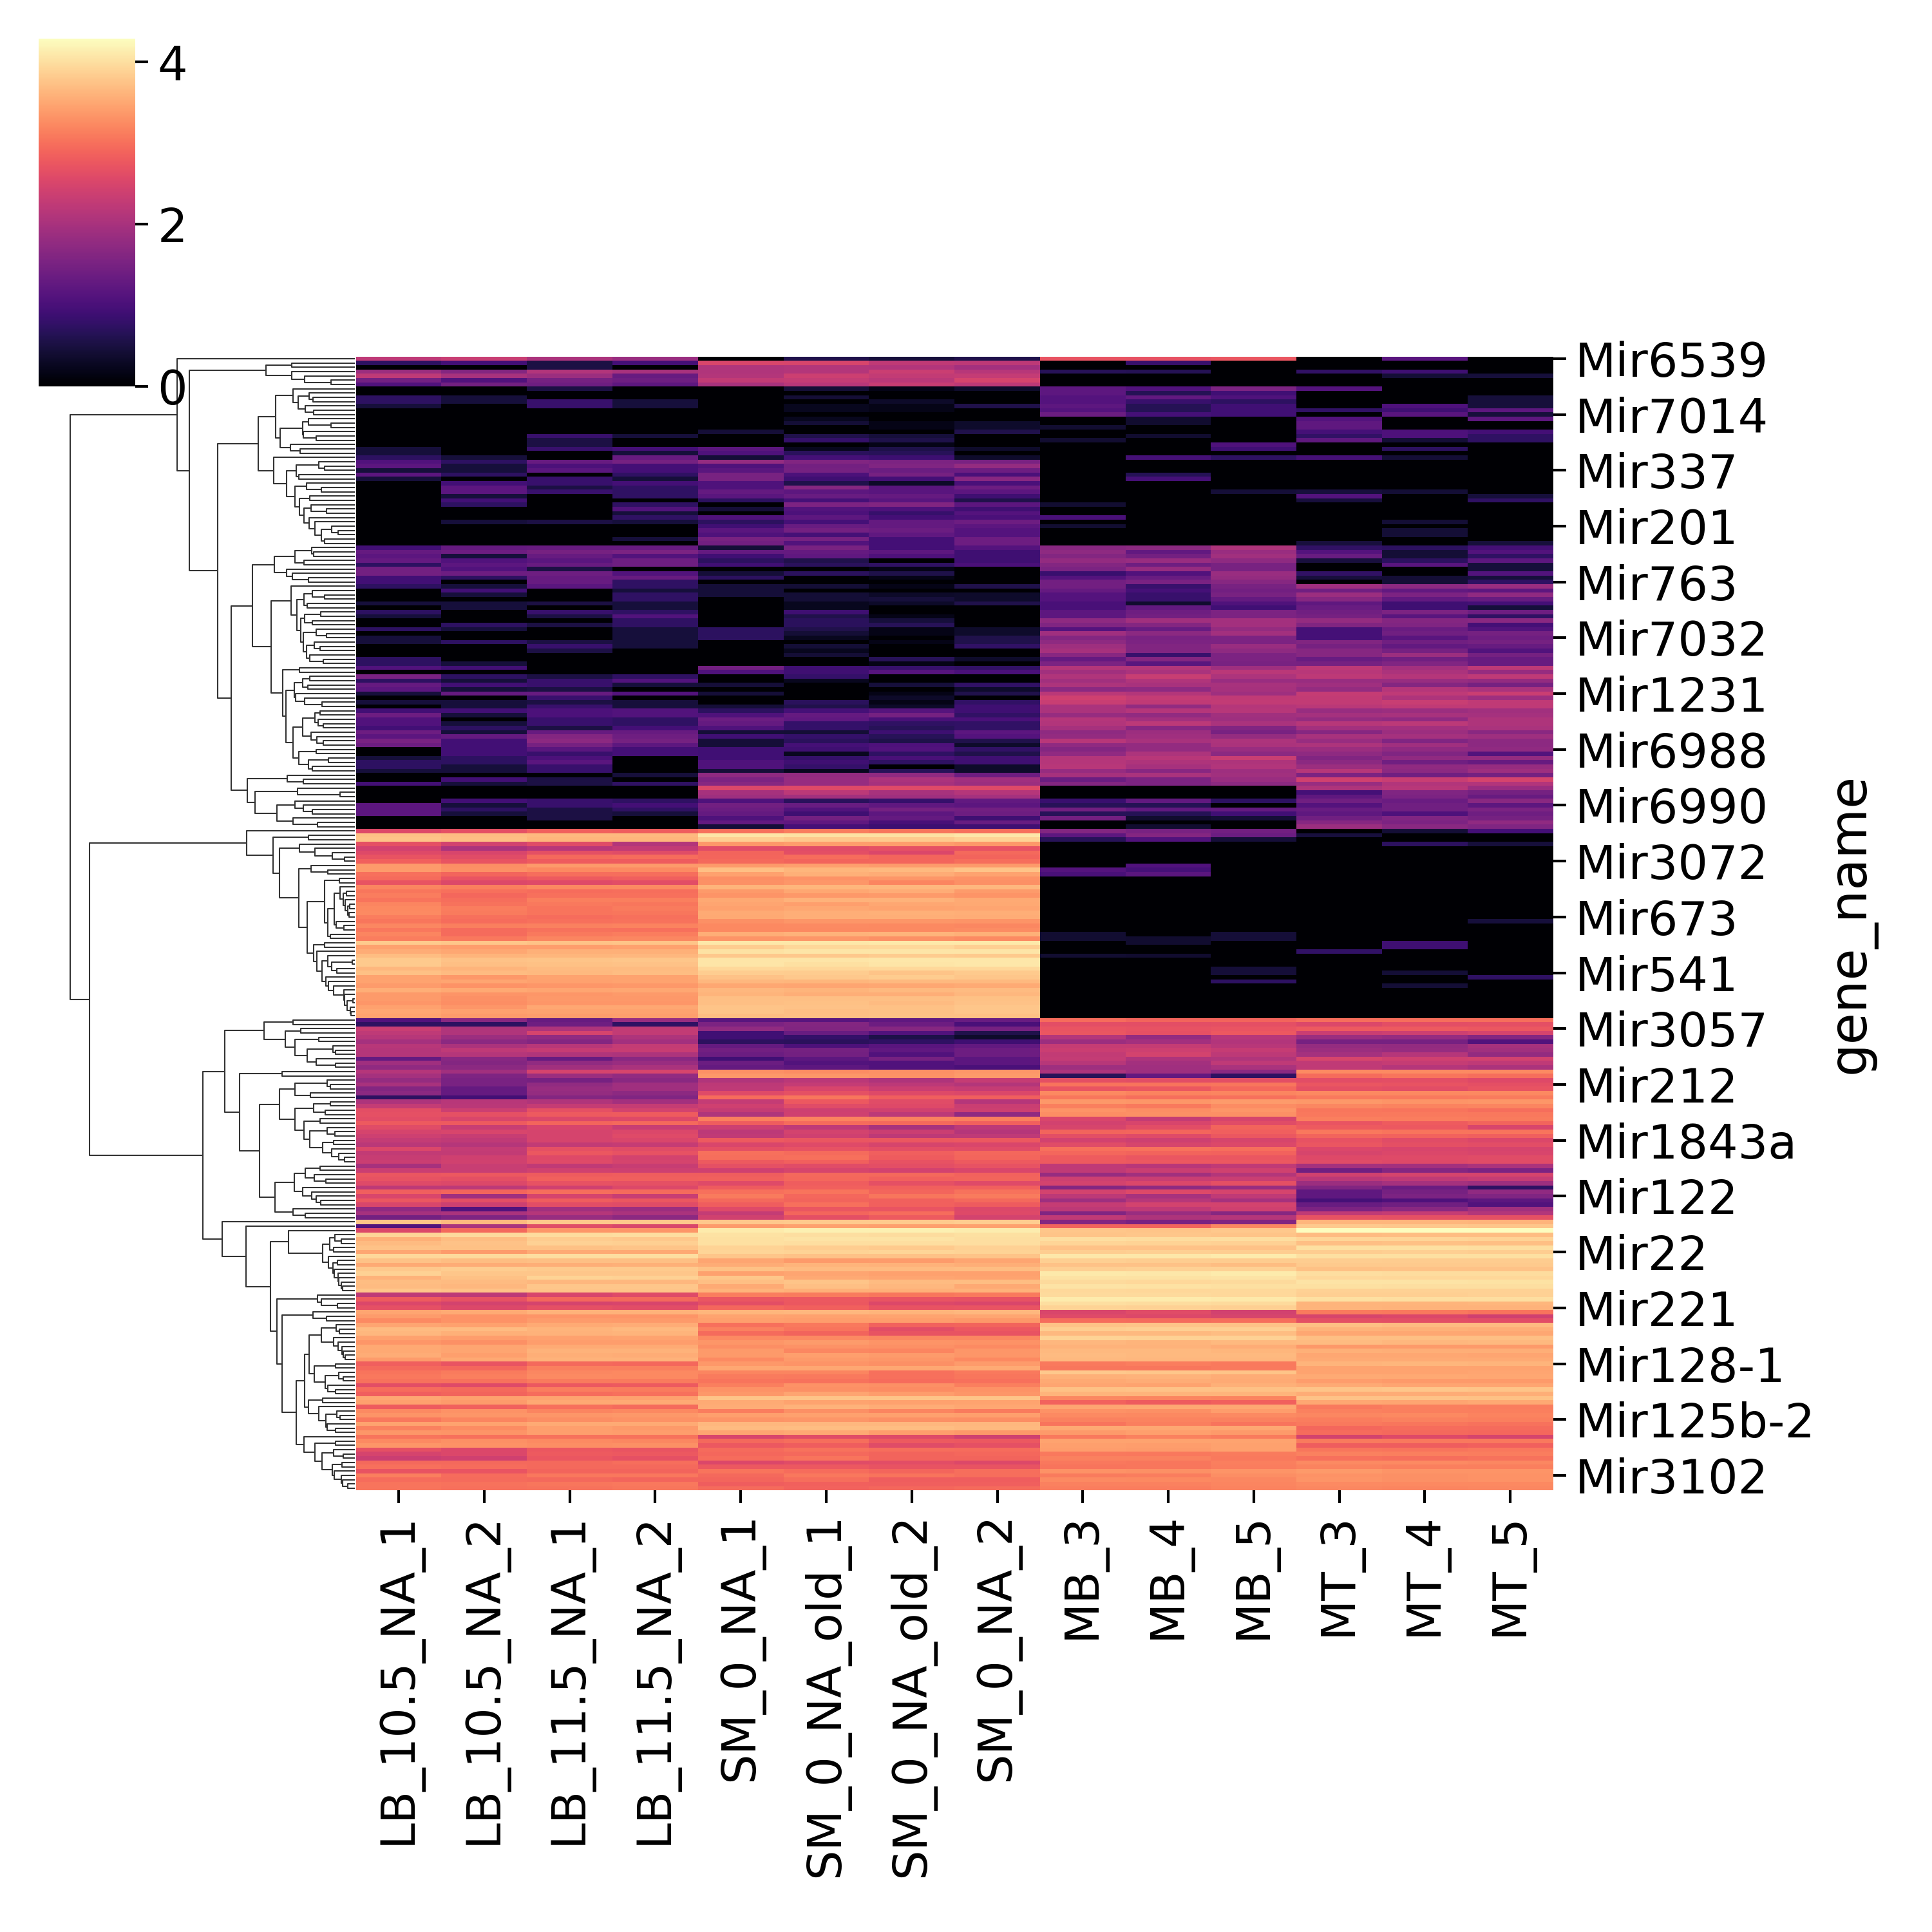 4
2
0
Mir6539
Mir7014
Mir337
Mir201
Mir763
Mir7032
Mir1231
Mir6988
Mir6990
Mir3072
Mir673
Mir541
Mir3057
Mir212
Mir1843a
Mir122
Mir22
Mir221
Mir128-1
Mir125b-2
Mir3102
gene_name
LB_10.5_NA_1
LB_10.5_NA_2
LB_11.5_NA_1
LB_11.5_NA_2
SM_0_NA_1
SM_0_NA_old_1
SM_0_NA_old_2
SM_0_NA_2
MB_3
MB_4
MB_5
MT_3
MT_4
MT_5